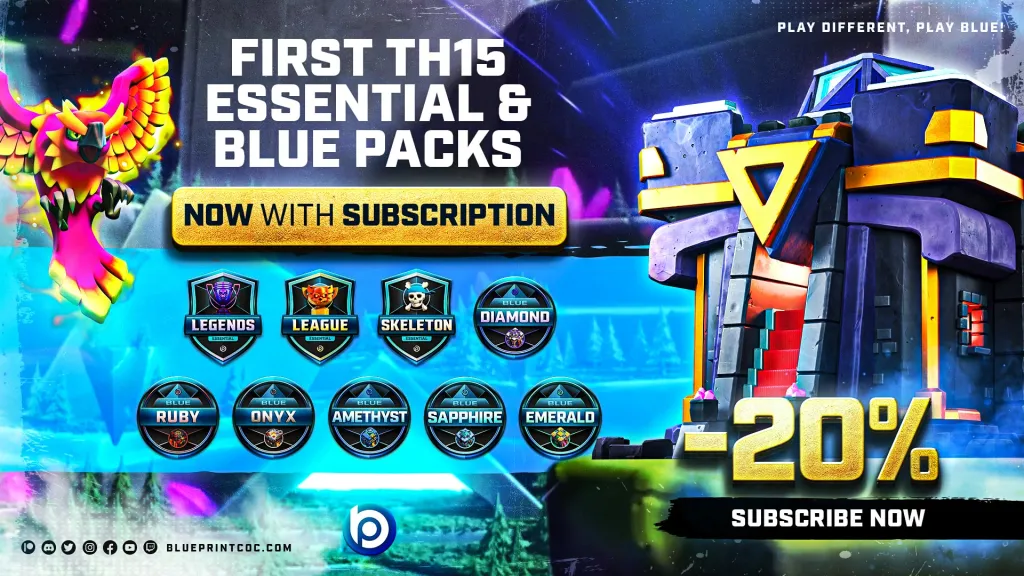 PLAY DIFFERENT, PLAY BLUE!
FIRST TH15
ESSENTIAL &
BLUE PACKS
NOW WITH SUBSCRIPTION
LEGENDS
ESSENTIAL
LEAGUE
ESSENTIAL
SKELETON
ESSENTIAL
BLUE
DIAMOND
BLUE
RUBY
BLUE
ONYX
BLUE
AMETHYST
BLUE
SAPPHIRE
BLUE
EMERALD
-20%
SUBSCRIBE NOW
BLUEPRINTCOC.COM